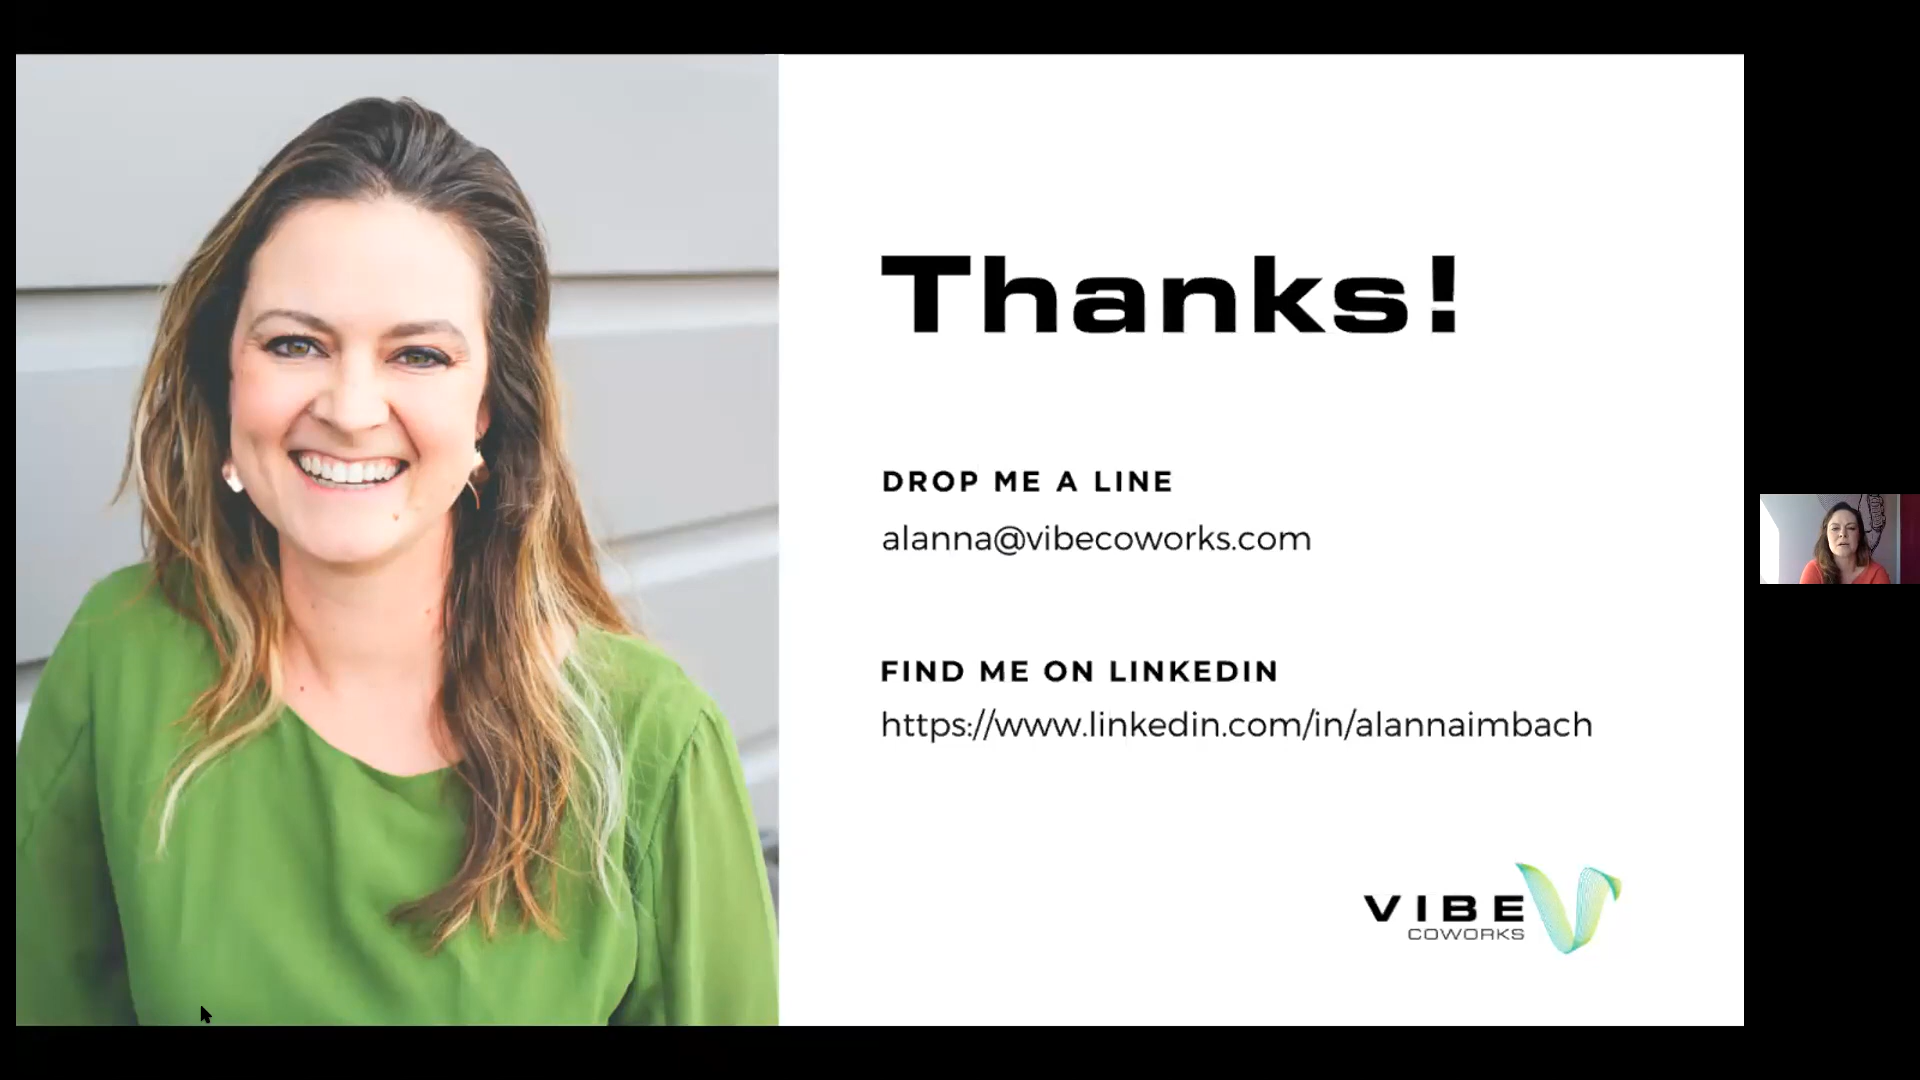 Thanks!
DROP ME A LINE
alanna@vibecoworks.com
FIND ME ON LINKEDIN
https://www.linkedin.com/in/alannaimbach
VIBE
COWORKS